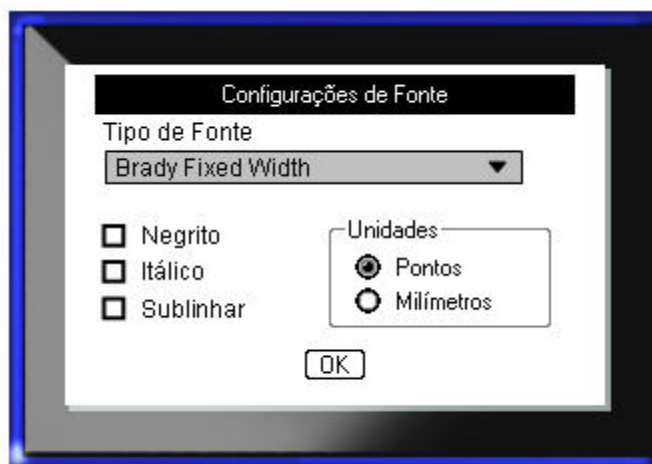 Configurações de Fonte
Tipo de Fonte
Brady Fixed Width
Negrito
Itálico
Sublinhar
Unidades
Pontos
Milímetros
OK